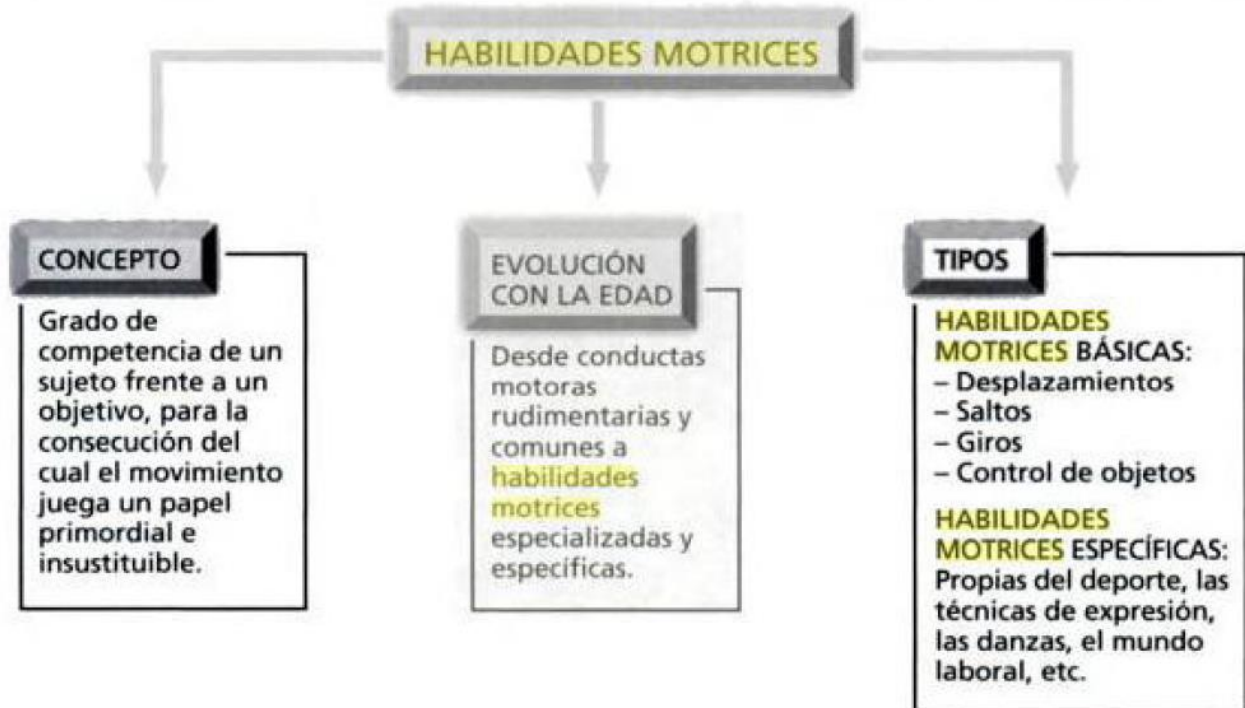 HABILIDADES MOTRICES
CONCEPTO
Grado de
competencia de un
sujeto frente a un
objetivo, para la
consecución del
cual el movimiento
juega un papel
primordial e
insustituible.
EVOLUCIÓN
CON LA EDAD
Desde conductas
motoras
rudimentarias y
comunes a
habilidades
motrices
especializadas y
específicas.
TIPOS
HABILIDADES
MOTRICES BÁSICAS:
– Desplazamientos
– Saltos
– Giros
– Control de objetos
HABILIDADES
MOTRICES ESPECÍFICAS:
Propias del deporte, las
técnicas de expresión,
las danzas, el mundo
laboral, etc.